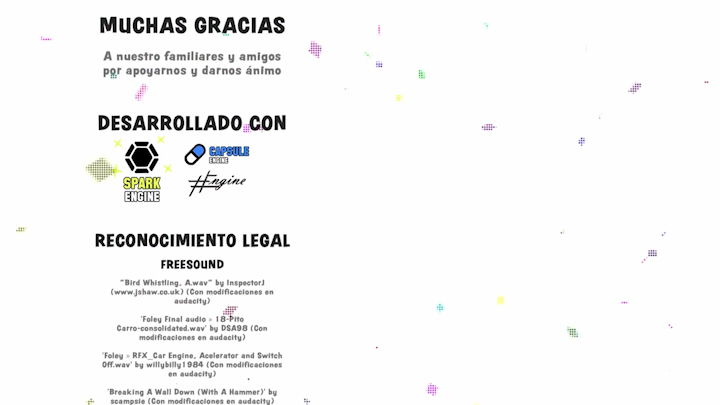 MUCHAS GRACIAS
A nuestro familiares y amigos
por apoyarnos y darnos ánimo
DESARROLLADO CON
SPARK
ENGINE
CAPSULE
ENGINE
#Engine
RECONOCIMIENTO LEGAL
FREESOUND
"Bird Whistling, A.wav" by InspectorJ
(www.jshaw.co.uk) (Con modificaciones en
audacity)
'Foley Final audio » 18-Pito
Carro-consolidated.wav' by DSA98 (Con
modificaciones en audacity)
'Foley » RFX_Car Engine, Acelerator and Switch
Off.wav' by willybilly1984 (Con modificaciones
en audacity)
'Breaking A Wall Down (With A Hammer)' by
scampsie (Con modificaciones en audacity)